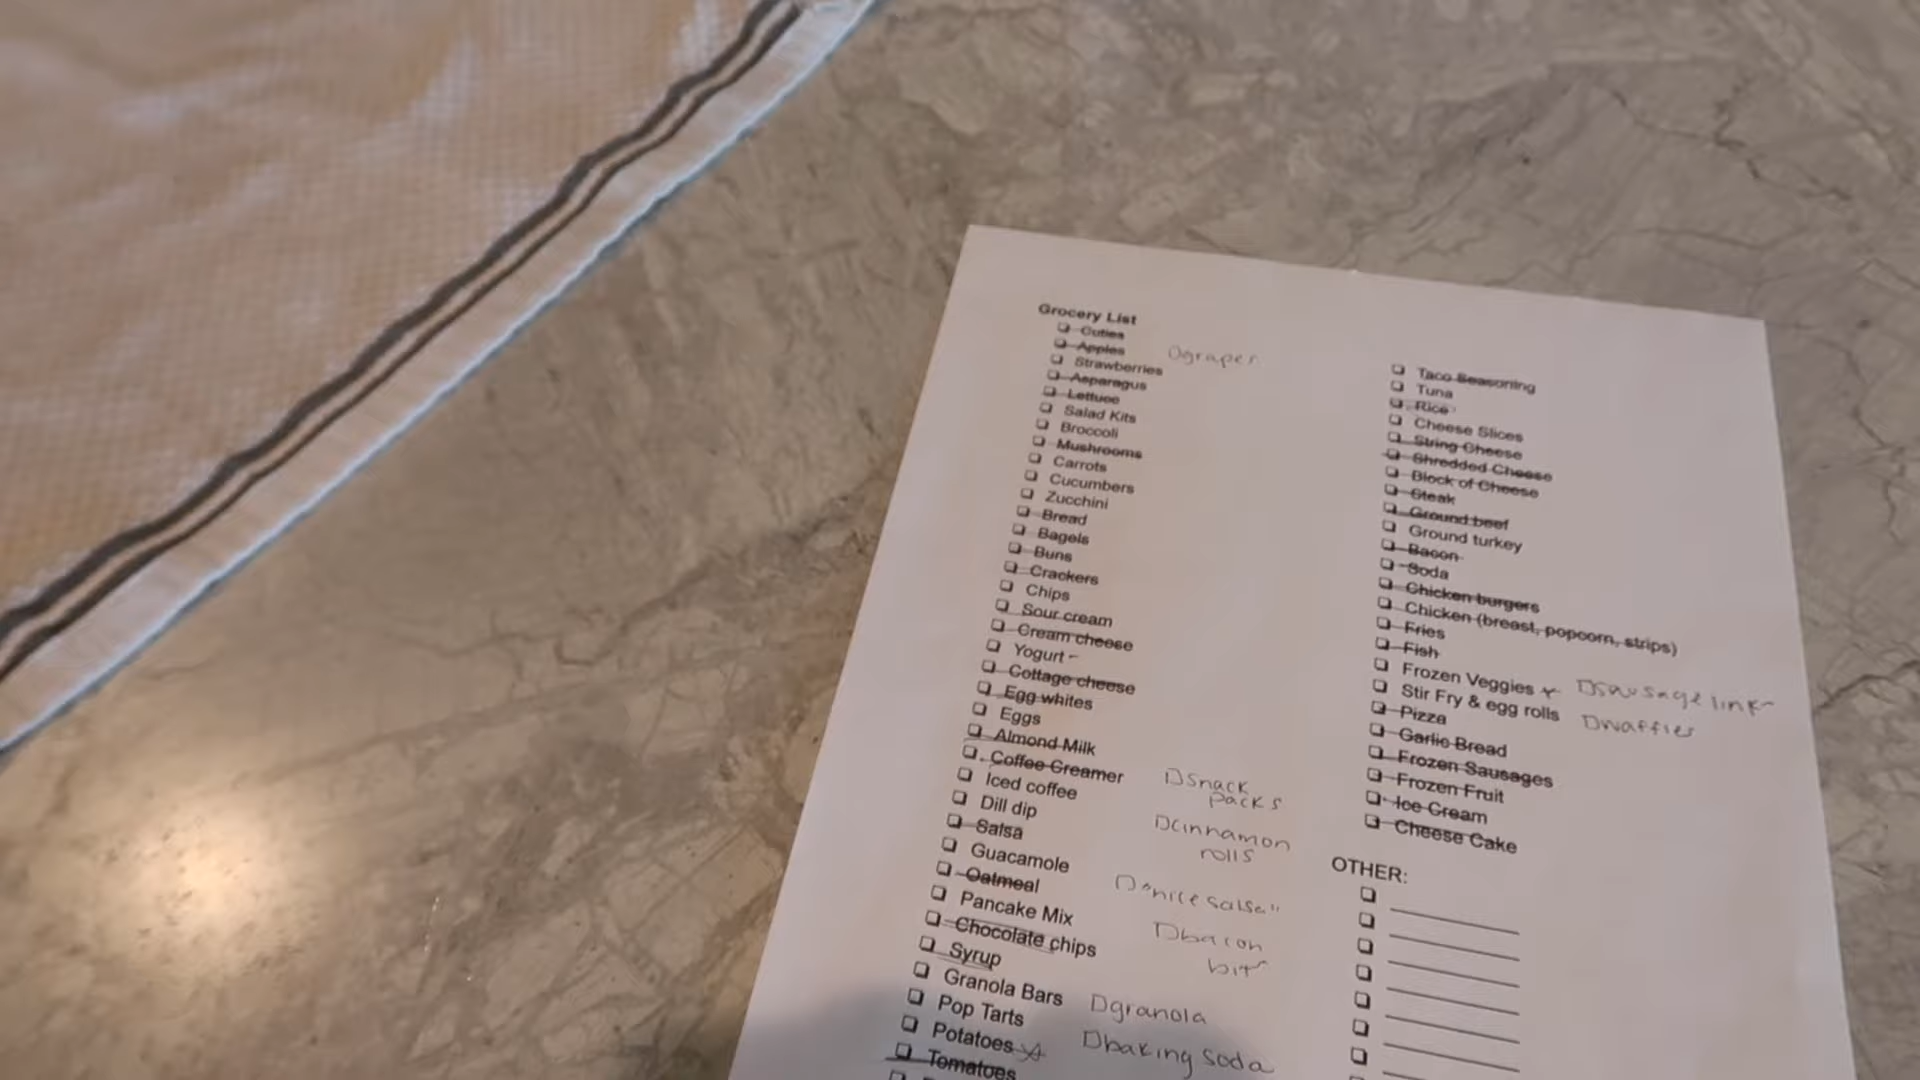 Grocery List
Cuties
Apples
grapes
Strawberries
Asparagus
Lettuce
Salad Kits
Broccoli
Mushrooms
Carrots
Cucumbers
Zucchini
Bread
Bagels
Buns
Crackers
Chips
Sour cream
Cream cheese
Yogurt
Cottage cheese
Egg whites
Eggs
Almond Milk
Coffee Creamer
Iced coffee
Dill dip
Salsa
Guacamole
Oatmeal
Pancake Mix
Chocolate chips
Syrup
Granola Bars
Pop Tarts
Potatoes
Tomatoes
snack
packs
cinnamon
rolls
"nice salsa"
bacon
bits
granola
baking soda
Taco Seasoning
Tuna
Rice
Cheese Slices
String Cheese
Shredded Cheese
Block of Cheese
Steak
Ground beef
Ground turkey
Bacon
Soda
Chicken burgers
Chicken (breast, popcorn, strips)
Fries
Fish
Frozen Veggies
sausage links
Stir Fry & egg rolls
waffles
Pizza
Garlic Bread
Frozen Sausages
Frozen Fruit
Ice Cream
Cheese Cake
OTHER: